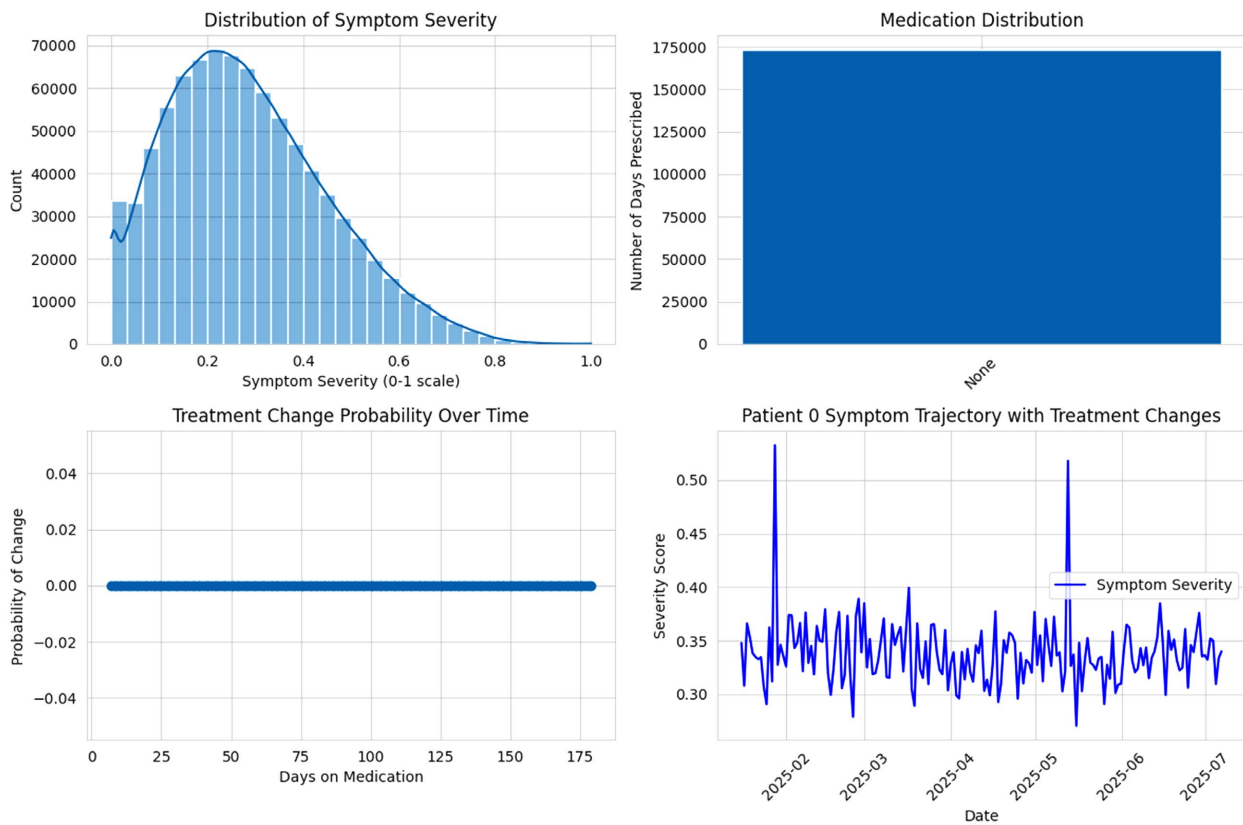 Distribution of Symptom Severity
70000
60000
50000
40000
30000
20000
10000
0
Count
0.0 0.2 0.4 0.6 0.8 1.0
Symptom Severity (0-1 scale)
Medication Distribution
175000
150000
125000
100000
75000
50000
25000
0
Number of Days Prescribed
None
Treatment Change Probability Over Time
0.04
0.02
0.00
−0.02
−0.04
Probability of Change
0 25 50 75 100 125 150 175
Days on Medication
Patient 0 Symptom Trajectory with Treatment Changes
0.50
0.45
0.40
0.35
0.30
Severity Score
Symptom Severity
2025-02 2025-03 2025-04 2025-05 2025-06 2025-07
Date